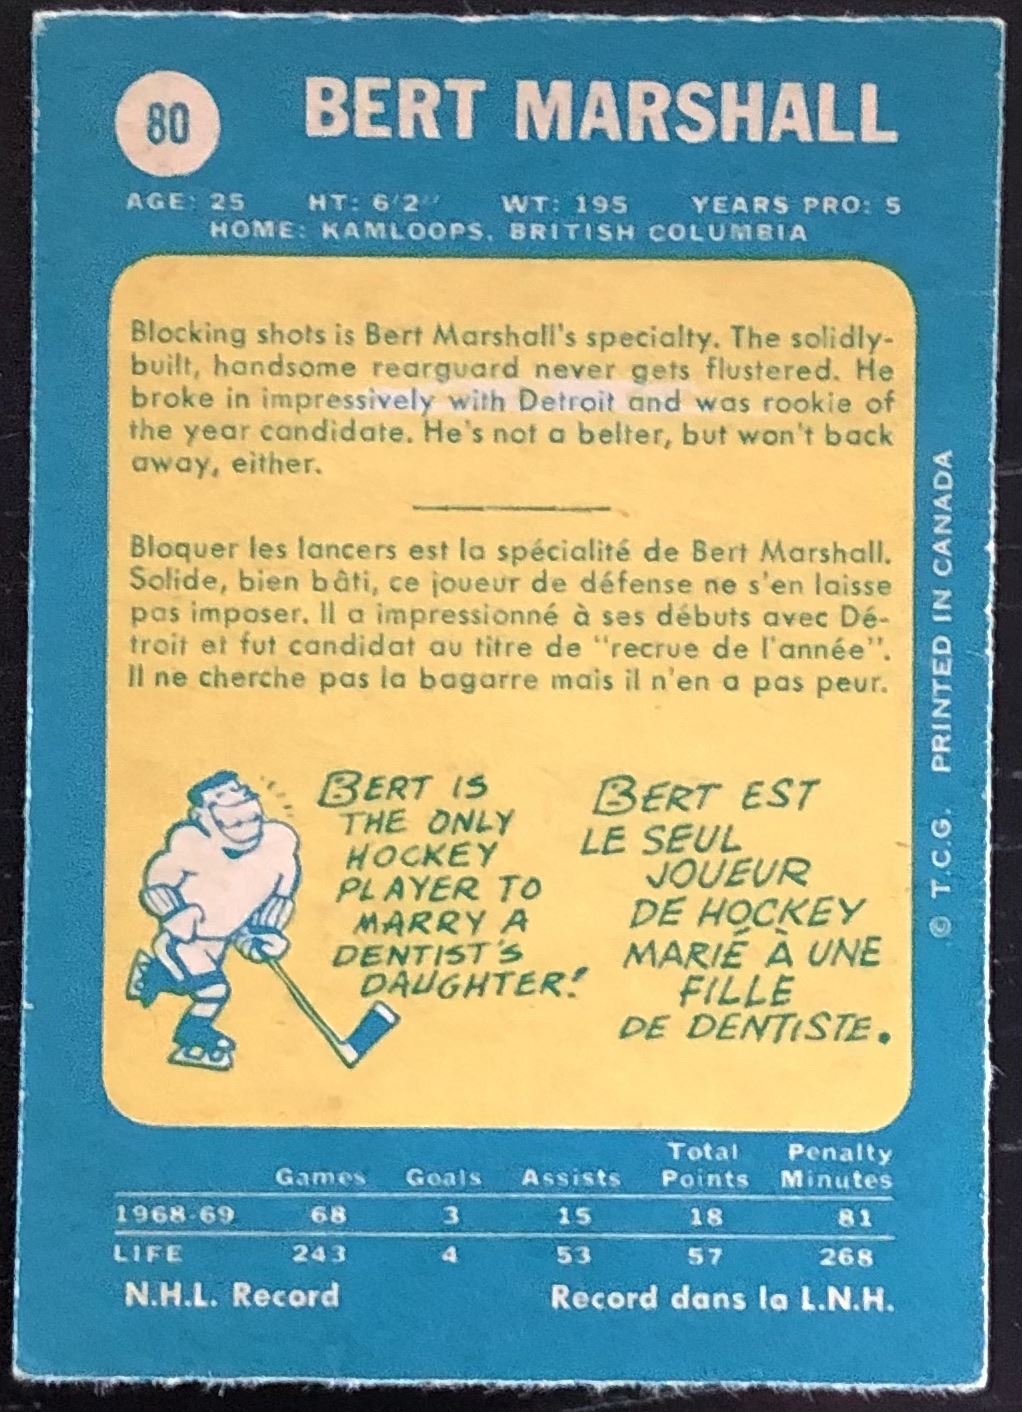 80
BERT MARSHALL
AGE: 25 HT: 6'2" WT: 195 YEARS PRO: 5
HOME: KAMLOOPS, BRITISH COLUMBIA
Blocking shots is Bert Marshall's specialty. The solidly-
built, handsome rearguard never gets flustered. He
broke in impressively with Detroit and was rookie of
the year candidate. He's not a belter, but won't back
away, either.
Bloquer les lancers est la spécialité de Bert Marshall.
Solide, bien bâti, ce joueur de défense ne s'en laisse
pas imposer. Il a impressionné à ses débuts avec Dé-
troit et fut candidat au titre de "recrue de l'année".
Il ne cherche pas la bagarre mais il n'en a pas peur.
BERT IS
THE ONLY
HOCKEY
PLAYER TO
MARRY A
DENTIST'S
DAUGHTER!
BERT EST
LE SEUL
JOUEUR
DE HOCKEY
MARIÉ À UNE
FILLE
DE DENTISTE.
© T.C.G. PRINTED IN CANADA
Games Goals Assists Total Points Penalty Minutes
1968-69 68 3 15 18 81
LIFE 243 4 53 57 268
N.H.L. Record Record dans la L.N.H.